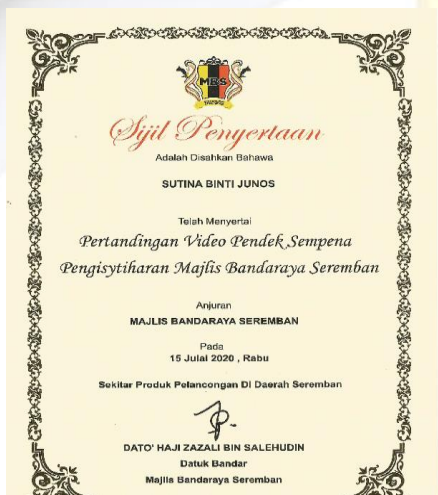 MBS
Sijil Penyertaan
Adalah Disahkan Bahawa
SUTINA BINTI JUNOS
Telah Menyertai
Pertandingan Video Pendek Sempena
Pengisytiharan Majlis Bandaraya Seremban
Anjuran
MAJLIS BANDARAYA SEREMBAN
Pada
15 Julai 2020 , Rabu
Sekitar Produk Pelancongan Di Daerah Seremban
DATO' HAJI ZAZALI BIN SALEHUDIN
Datuk Bandar
Majlis Bandaraya Seremban